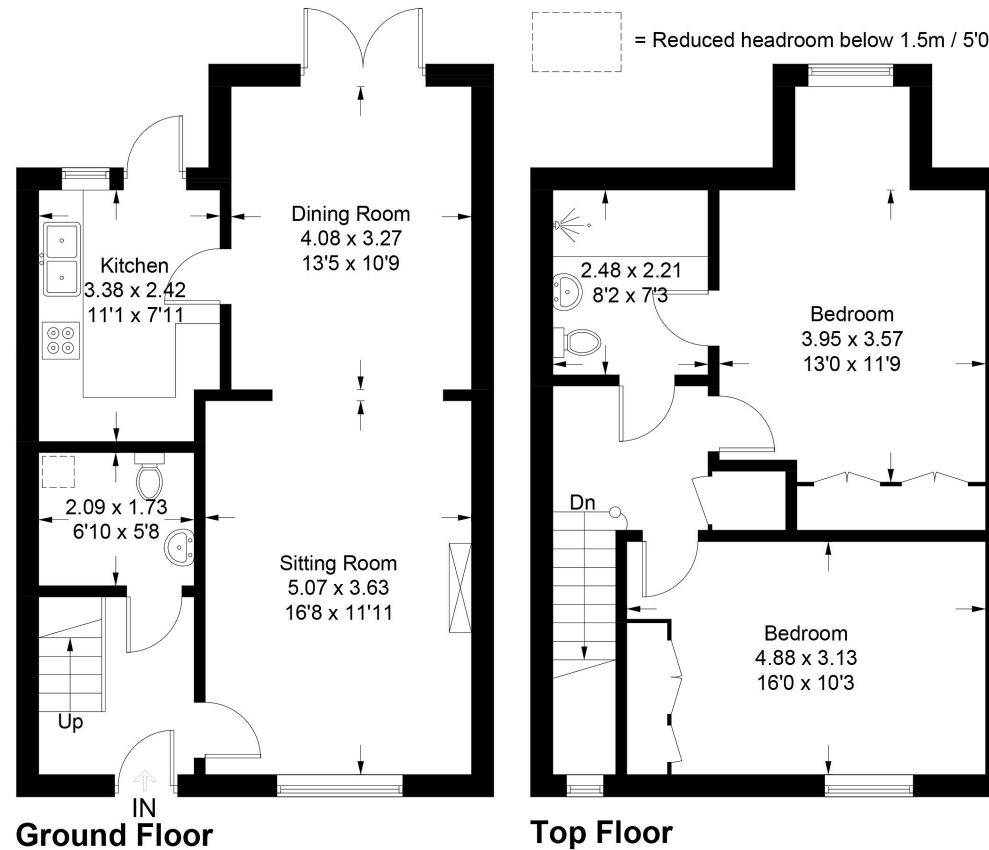 = Reduced headroom below 1.5m / 5'0
Dining Room
4.08 x 3.27
13'5 x 10'9
Kitchen
3.38 x 2.42
11'1 x 7'11
2.09 x 1.73
6'10 x 5'8
Sitting Room
5.07 x 3.63
16'8 x 11'11
Up
IN
Ground Floor
2.48 x 2.21
8'2 x 7'3
Bedroom
3.95 x 3.57
13'0 x 11'9
Dn
Bedroom
4.88 x 3.13
16'0 x 10'3
Top Floor